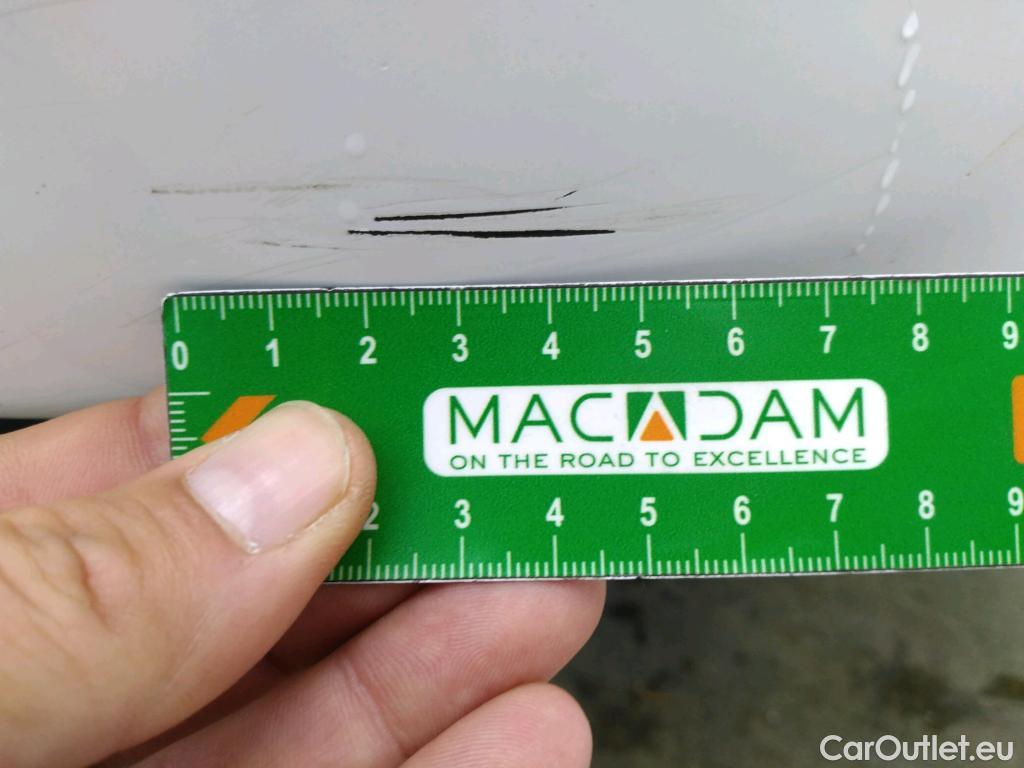 0 1 2 3 4 5 6 7 8 9
MACADAM
ON THE ROAD TO EXCELLENCE
2 3 4 5 6 7 8 9
CarOutlet.eu